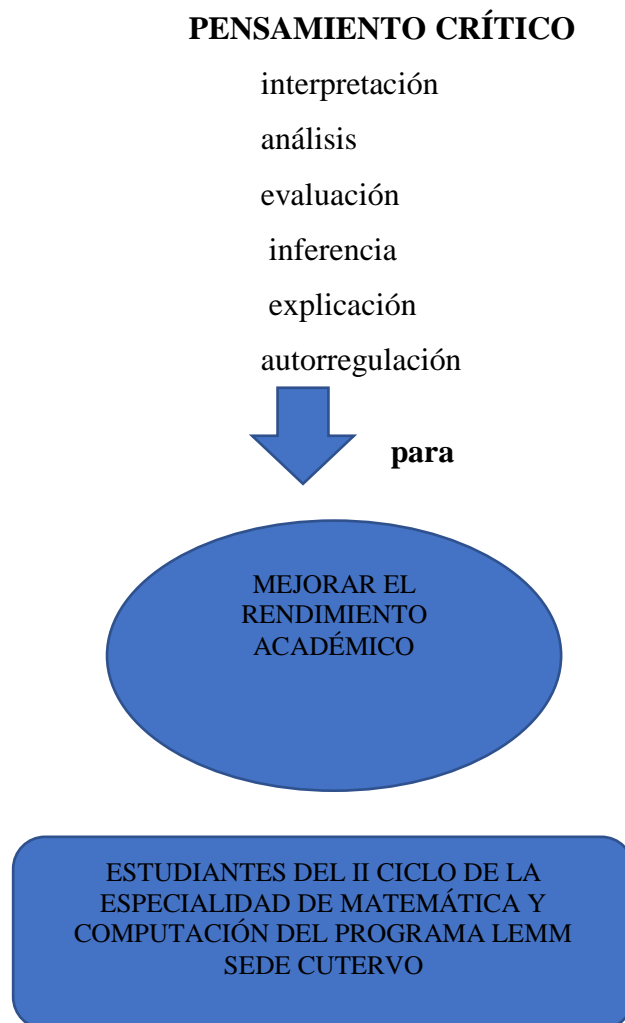 PENSAMIENTO CRÍTICO
interpretación
análisis
evaluación
inferencia
explicación
autorregulación
para
MEJORAR EL
RENDIMIENTO
ACADÉMICO
ESTUDIANTES DEL II CICLO DE LA
ESPECIALIDAD DE MATEMÁTICA Y
COMPUTACIÓN DEL PROGRAMA LEMM
SEDE CUTERVO